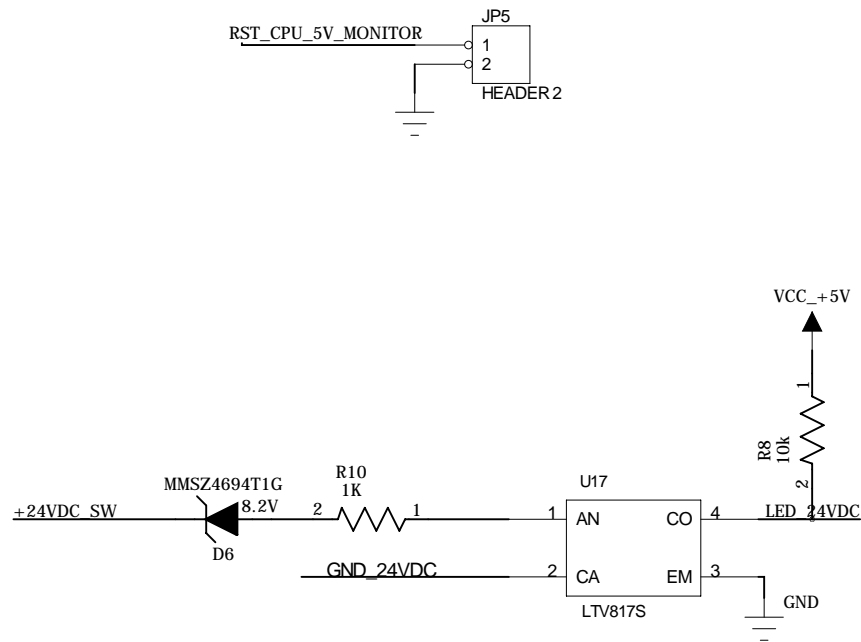 JP5
RST_CPU_5V_MONITOR
1
2
HEADER 2
VCC_+5V
1
R8
10k
2
MMSZ4694T1G
8.2V
D6
+24VDC_SW
R10
1K
2
1
U17
1
AN
CO
4
LED_24VDC
GND_24VDC
2
CA
EM
3
GND
LTV817S